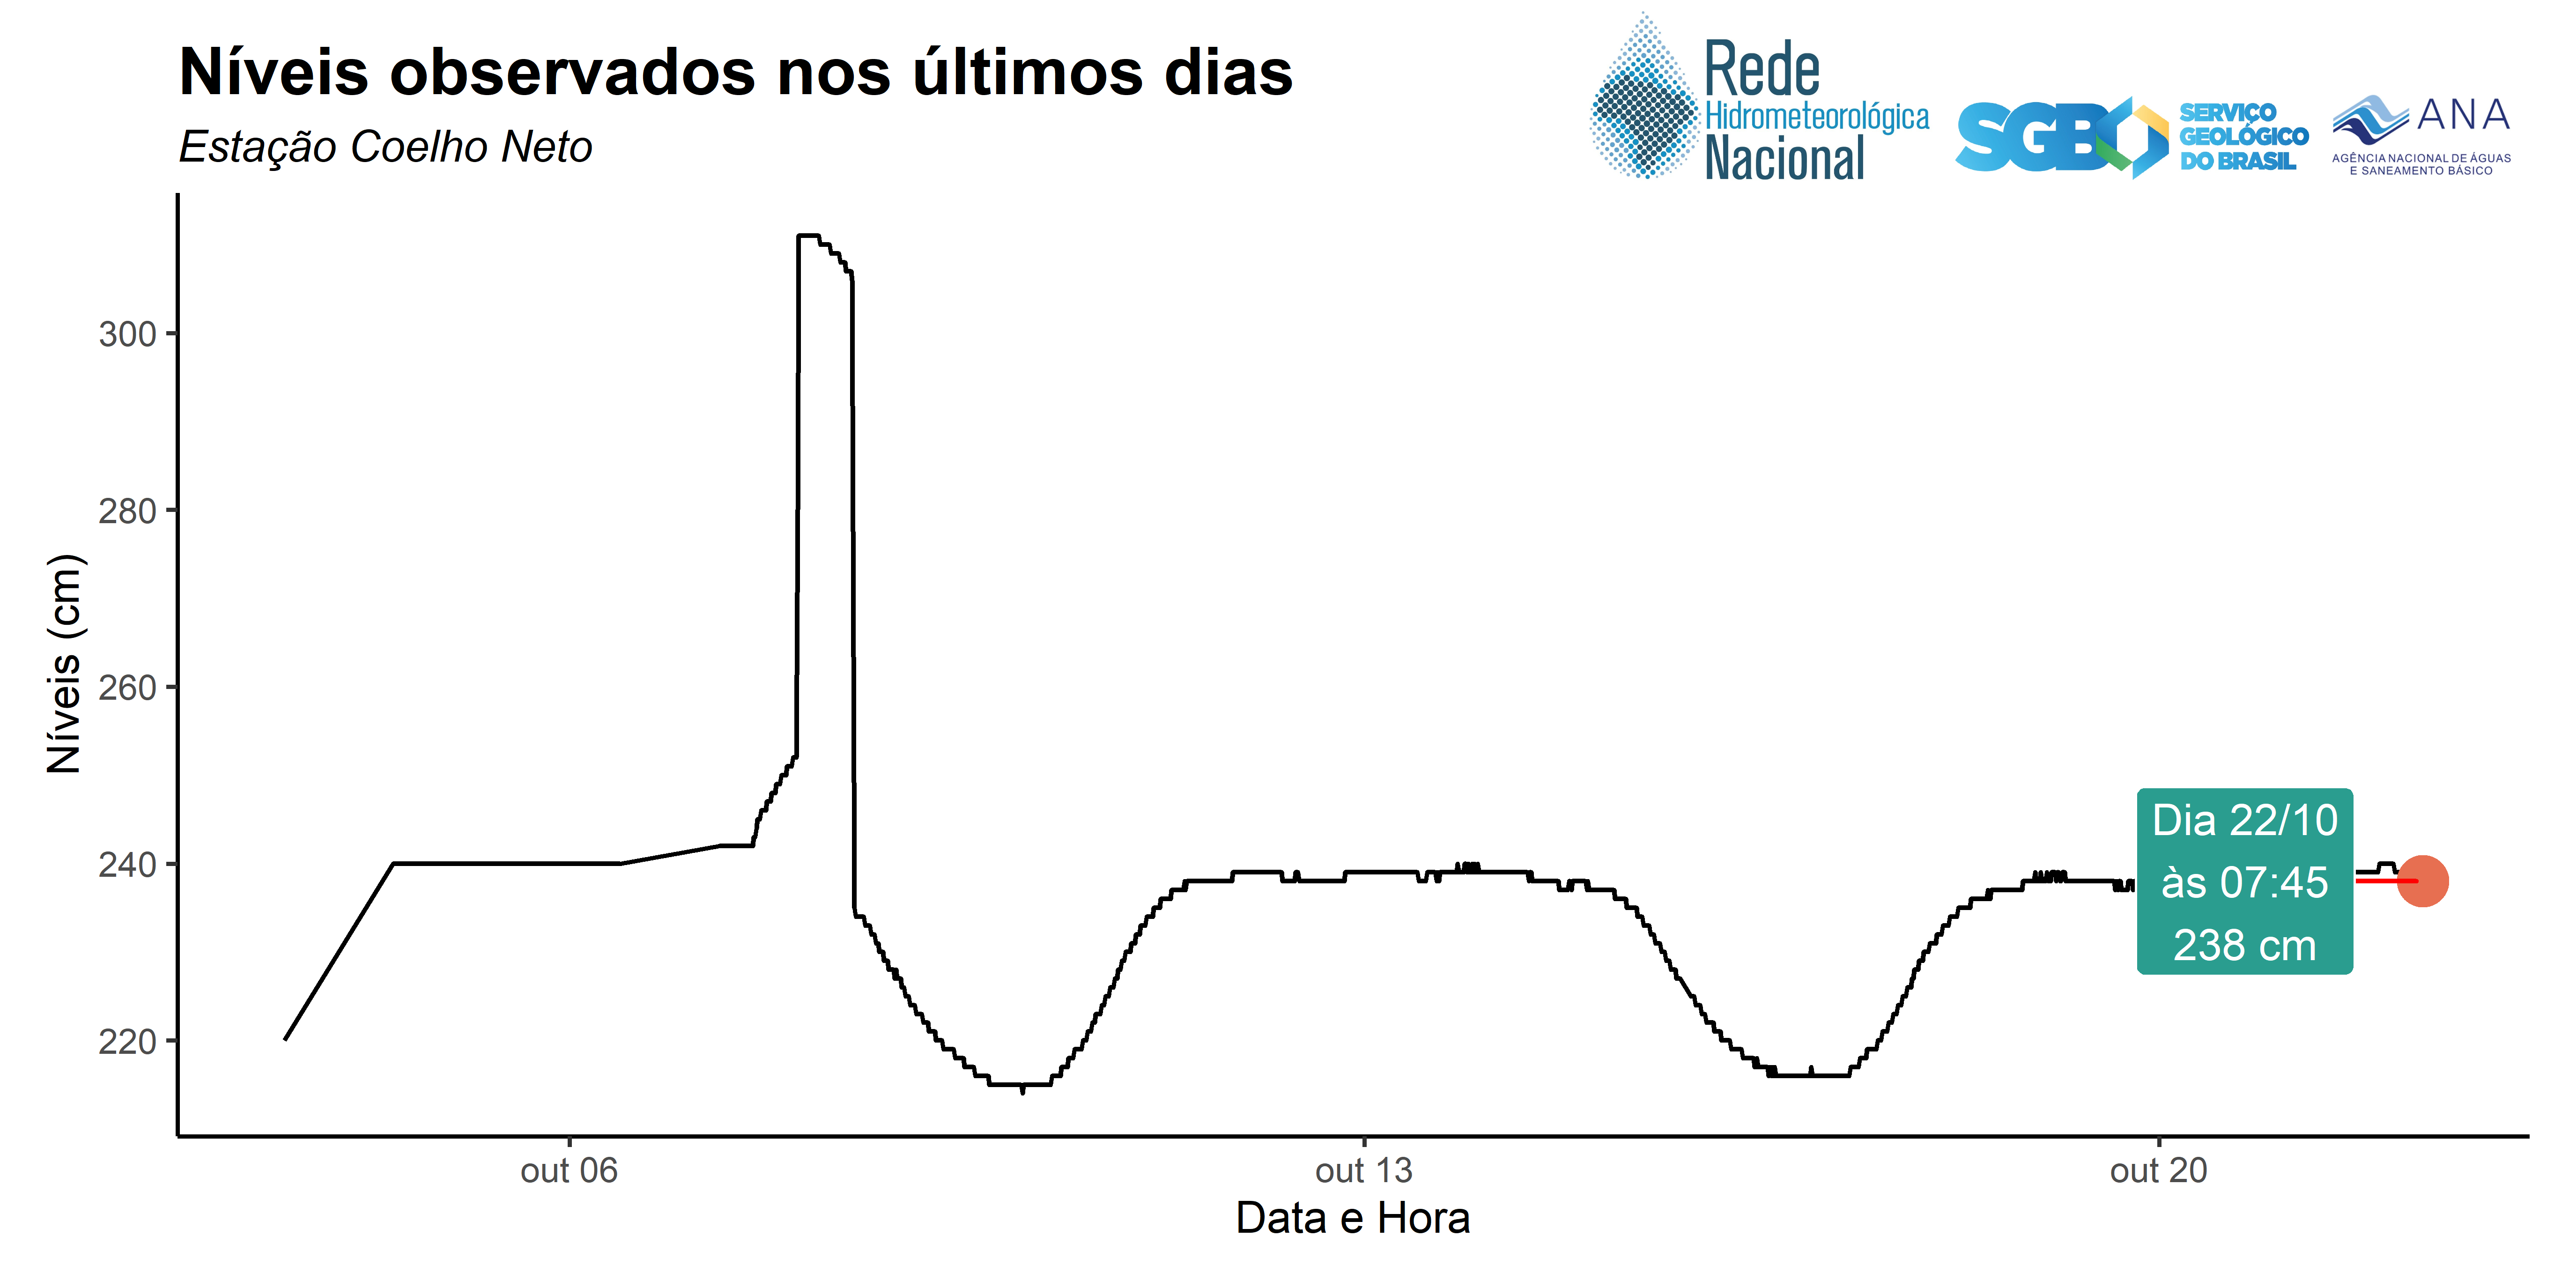 Níveis observados nos últimos dias
Estação Coelho Neto
Rede
Hidrometeorológica
Nacional
SGB
SERVIÇO
GEOLÓGICO
DO BRASIL
ANA
AGÊNCIA NACIONAL DE ÁGUAS
E SANEAMENTO BÁSICO
Níveis (cm)
300
280
260
240
220
Dia 22/10
às 07:45
238 cm
out 06
out 13
out 20
Data e Hora